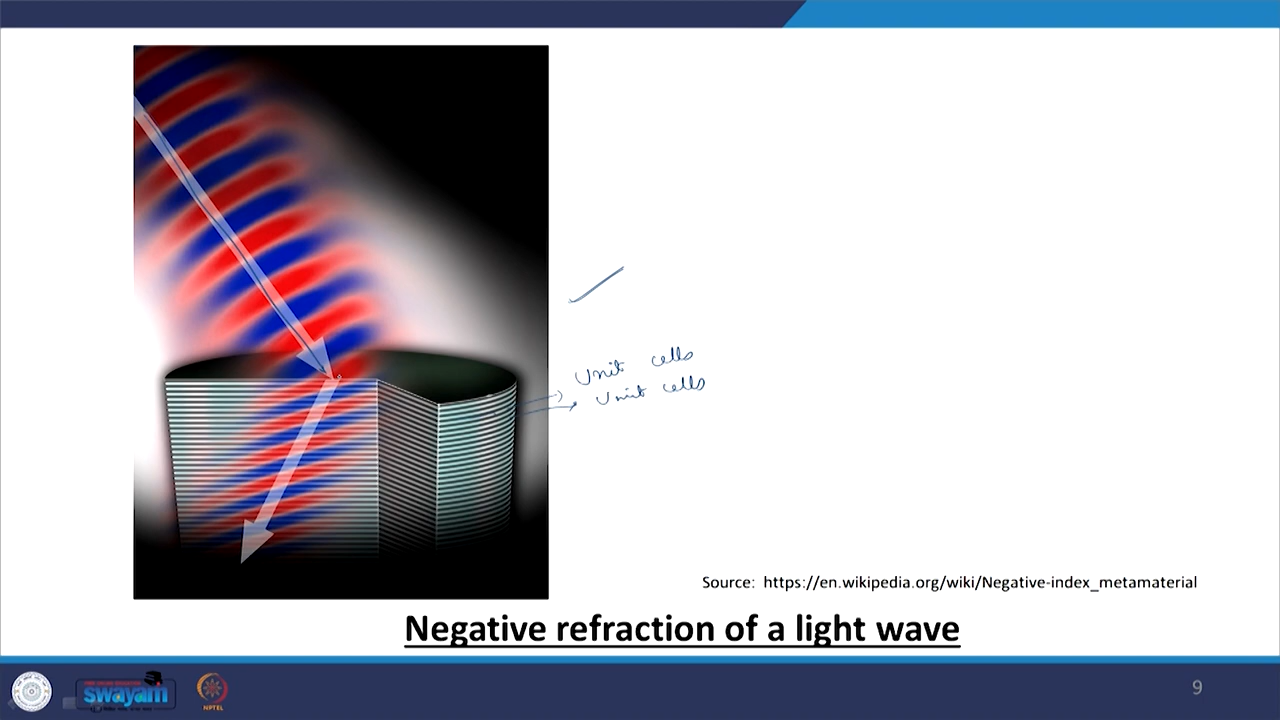 Unit cells
Unit cells
Source: https://en.wikipedia.org/wiki/Negative-index_metamaterial
Negative refraction of a light wave
swayam
NPTEL
9